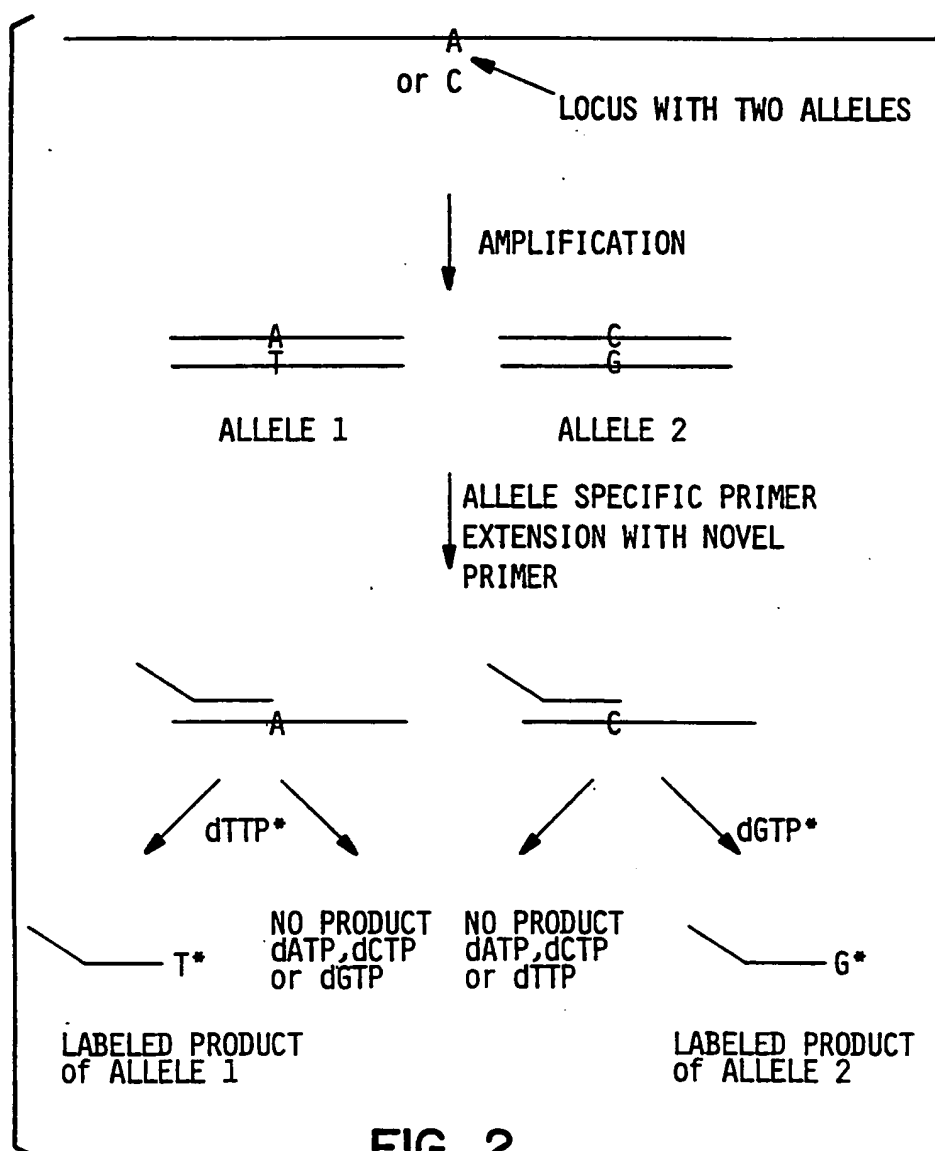 A
or C
LOCUS WITH TWO ALLELES
AMPLIFICATION
A
T
C
G
ALLELE 1
ALLELE 2
ALLELE SPECIFIC PRIMER
EXTENSION WITH NOVEL
PRIMER
A
C
dTTP*
dGTP*
T*
NO PRODUCT
dATP,dCTP
or dGTP
NO PRODUCT
dATP,dCTP
or dTTP
G*
LABELED PRODUCT
of ALLELE 1
LABELED PRODUCT
of ALLELE 2
FIG. 2